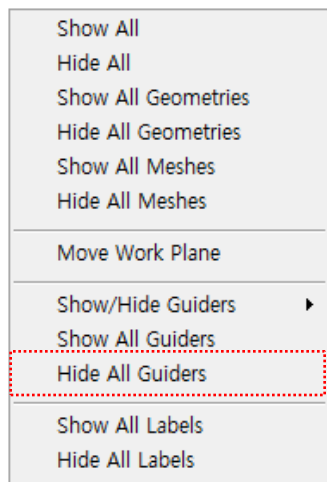 Show All
Hide All
Show All Geometries
Hide All Geometries
Show All Meshes
Hide All Meshes
Move Work Plane
Show/Hide Guiders
Show All Guiders
Hide All Guiders
Show All Labels
Hide All Labels